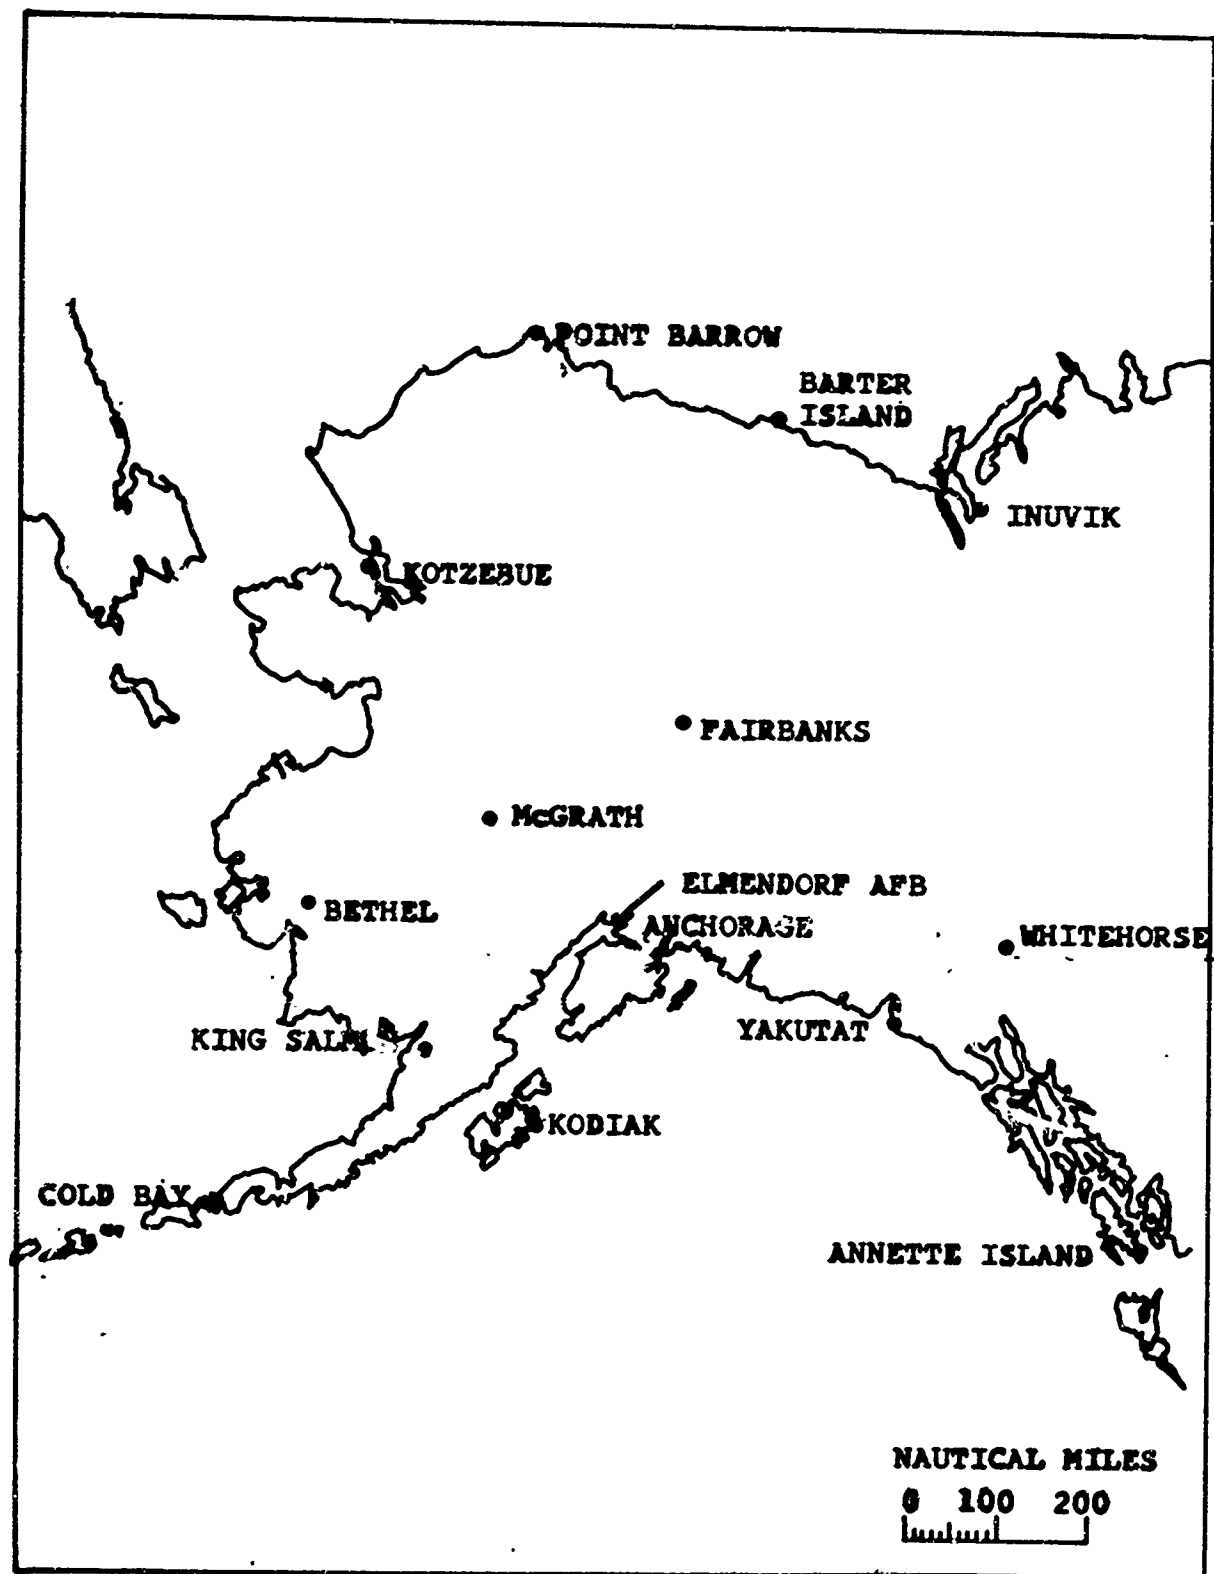 POINT BARROW
BARTER
ISLAND
INUVIK
KOTZEBUE
FAIRBANKS
McGRATH
ELMENDORF AFB
BETHEL
ANCHORAGE
WHITEHORSE
YAKUTAT
KING
KODIAK
COLD BAY
ANNETTE ISLAND
NAUTICAL MILES
0 100 200